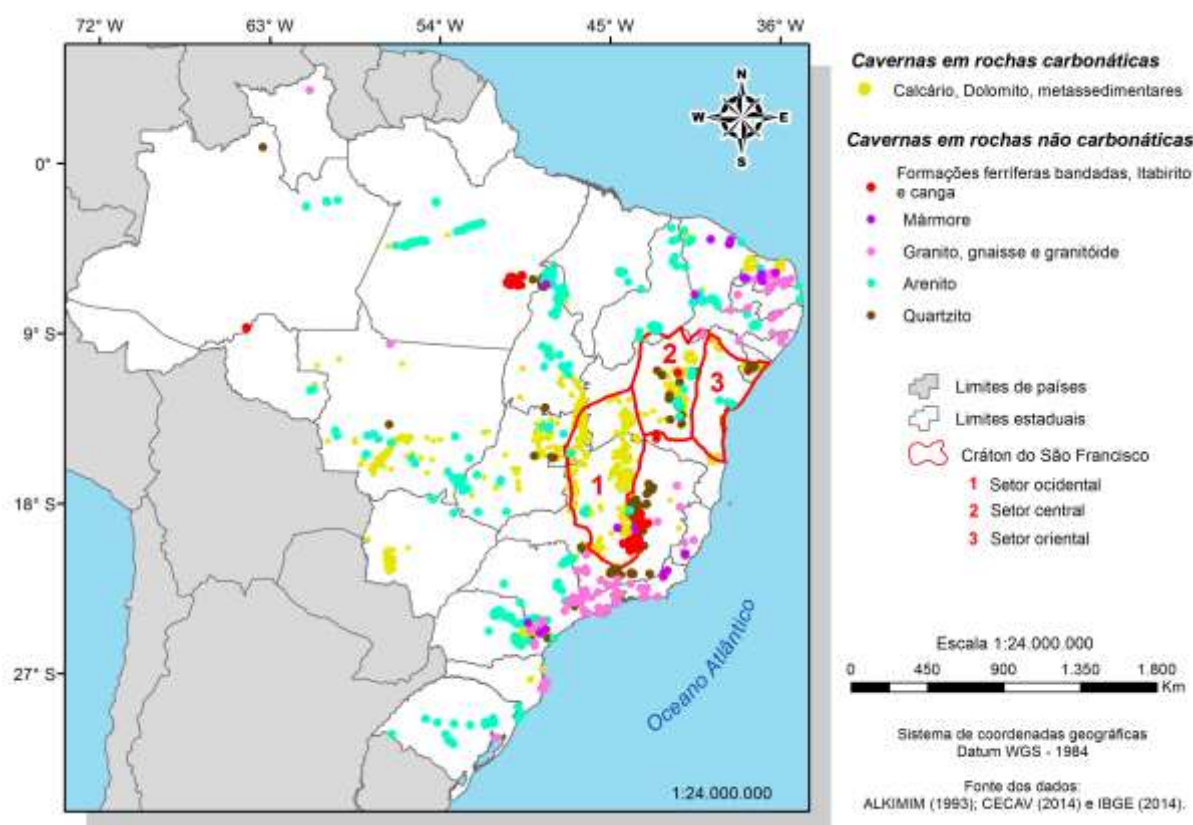 72° W 63° W 54° W 45° W 36° W
0°
9° S
18° S
27° S
N
W E
S
2
3
1
Oceano Atlântico
1:24.000.000
Cavernas em rochas carbonáticas
Calcário, Dolomito, metassedimentares
Cavernas em rochas não carbonáticas
Formações ferríferas bandadas, Itabirito
e canga
Mármore
Granito, gnaisse e granitóide
Arenito
Quartzito
Limites de países
Limites estaduais
Cráton do São Francisco
1 Setor ocidental
2 Setor central
3 Setor oriental
Escala 1:24.000.000
0 450 900 1.350 1.800
Km
Sistema de coordenadas geográficas
Datum WGS - 1984
Fonte dos dados:
ALKIMIM (1993); CECAV (2014) e IBGE (2014).